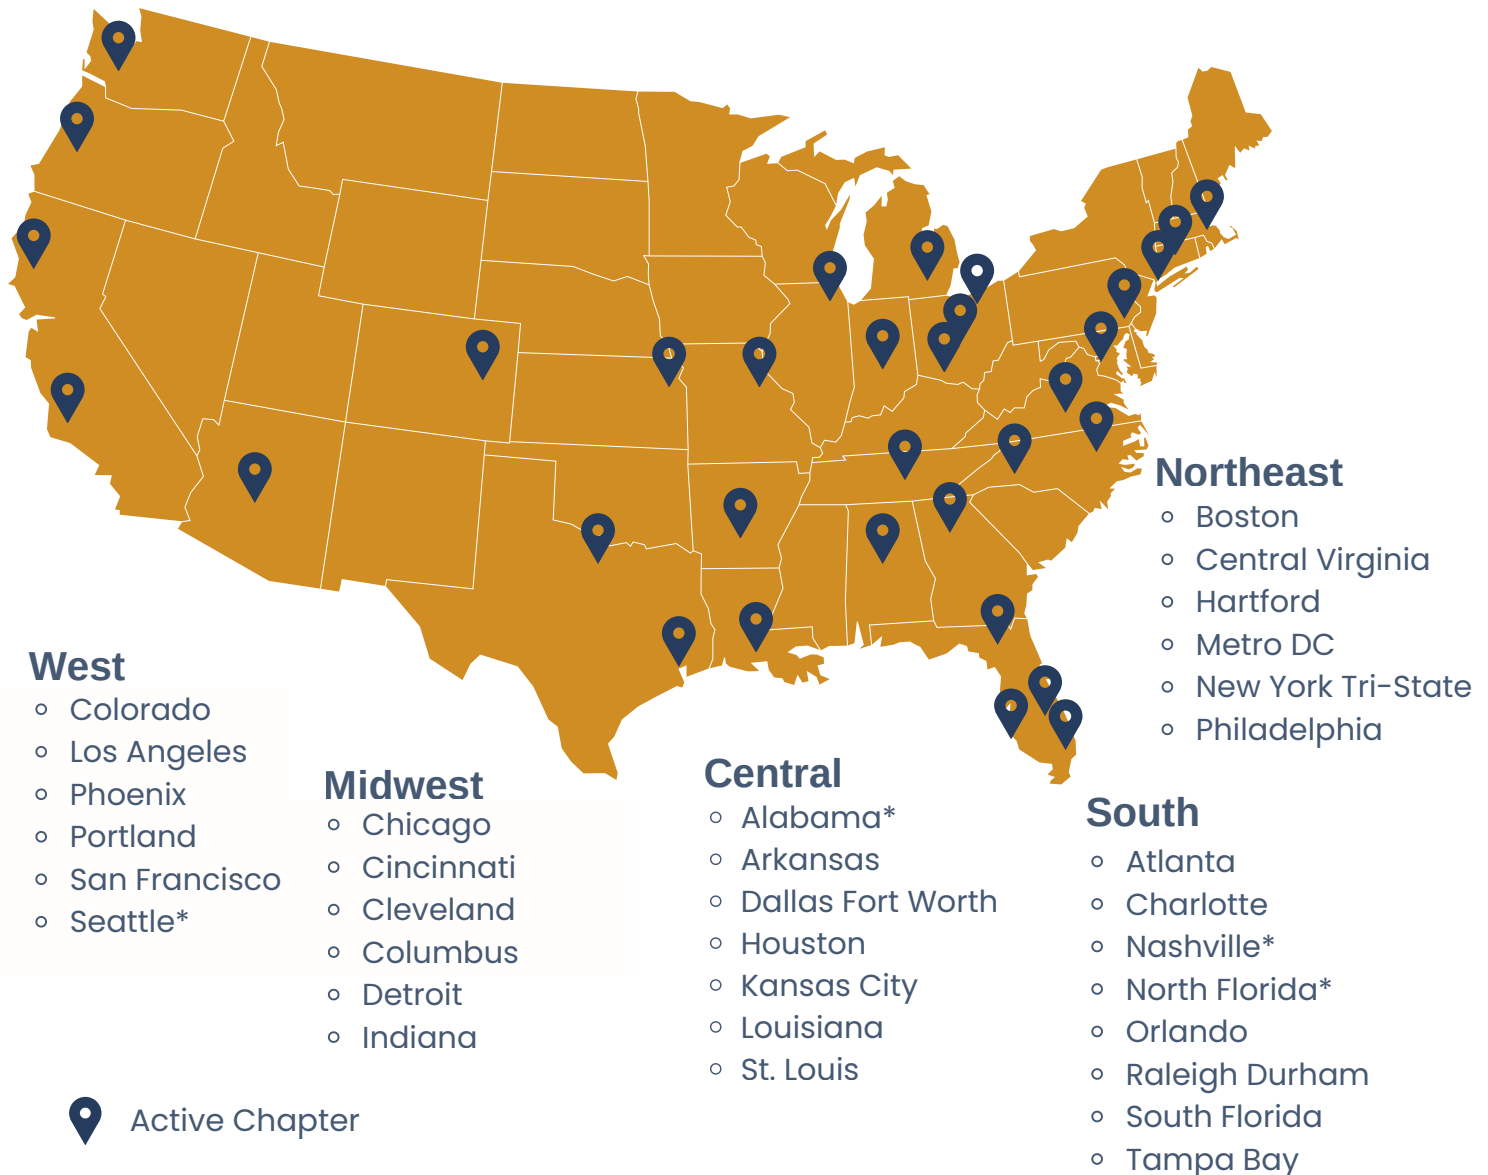 Northeast
Boston
Central Virginia
Hartford
Metro DC
New York Tri-State
Philadelphia
West
Colorado
Los Angeles
Phoenix
Portland
San Francisco
Seattle*
Midwest
Chicago
Cincinnati
Cleveland
Columbus
Detroit
Indiana
Central
Alabama*
Arkansas
Dallas Fort Worth
Houston
Kansas City
Louisiana
St. Louis
South
Atlanta
Charlotte
Nashville*
North Florida*
Orlando
Raleigh Durham
South Florida
Tampa Bay
Active Chapter